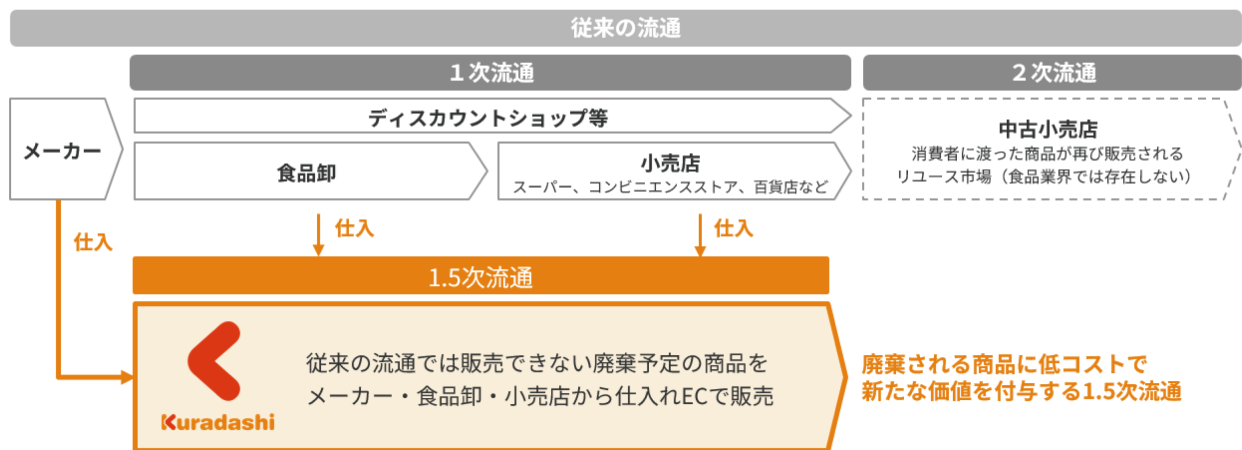 従来の流通
１次流通
２次流通
メーカー
ディスカウントショップ等
食品卸
小売店
スーパー、コンビニエンスストア、百貨店など
中古小売店
消費者に渡った商品が再び販売される
リユース市場（食品業界では存在しない）
仕入
仕入
仕入
1.5次流通
Kuradashi
従来の流通では販売できない廃棄予定の商品を
メーカー・食品卸・小売店から仕入れECで販売
廃棄される商品に低コストで
新たな価値を付与する1.5次流通